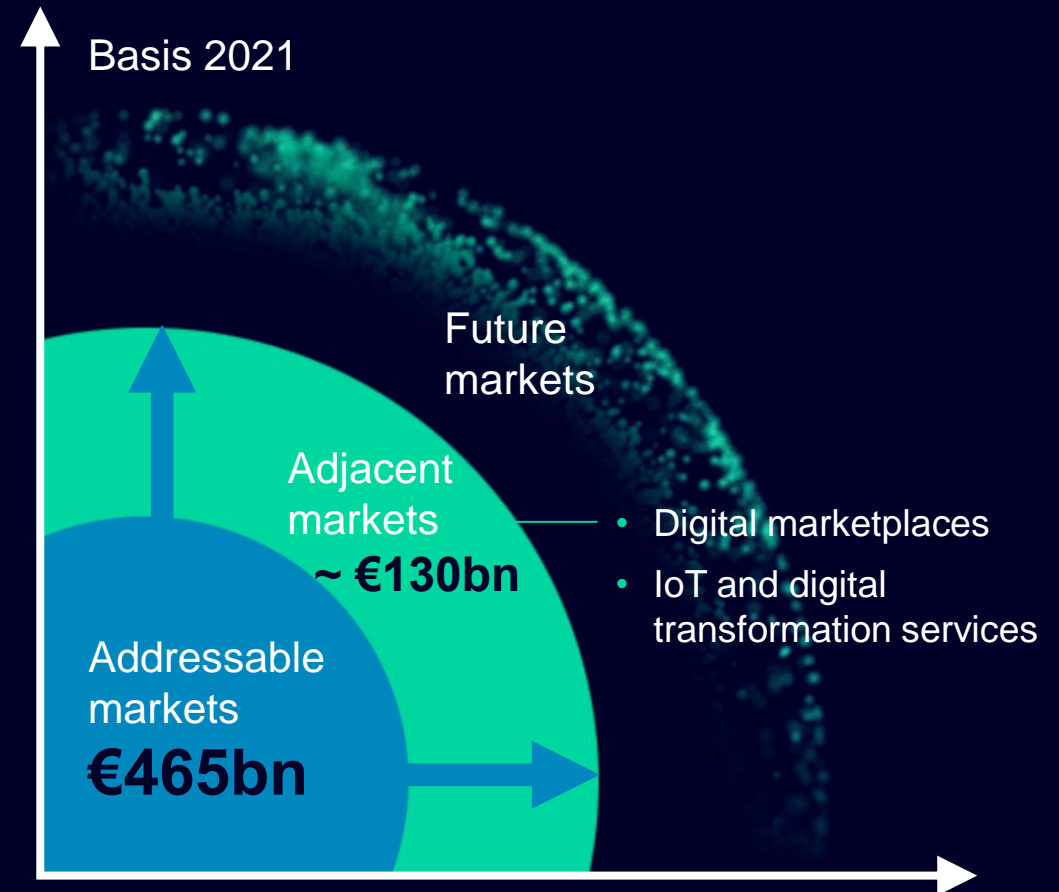 Basis 2021
Future
markets
Adjacent
markets
~ €130bn
• Digital marketplaces
• IoT and digital
transformation services
Addressable
markets
€465bn